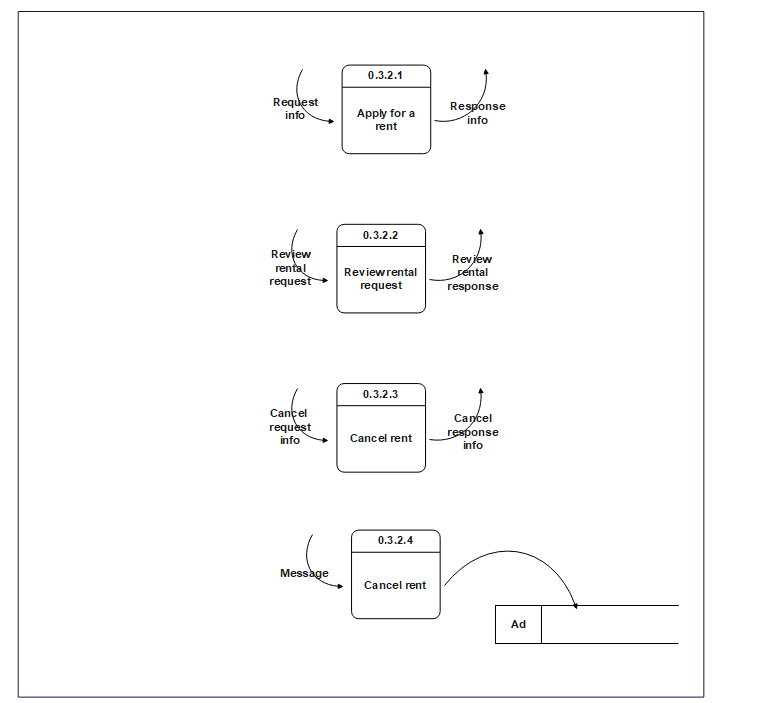 0.3.2.1
Request
info
Apply for a
rent
Response
info
0.3.2.2
Review
rental
request
Review rental
request
Review
rental
response
0.3.2.3
Cancel
request
info
Cancel rent
Cancel
response
info
0.3.2.4
Message
Cancel rent
Ad